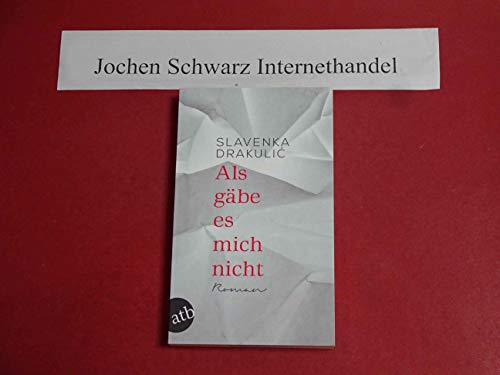 Jochen Schwarz Internethandel
SLAVENKA
DRAKULIĆ
Als
gäbe
es
mich
nicht
Roman
atb